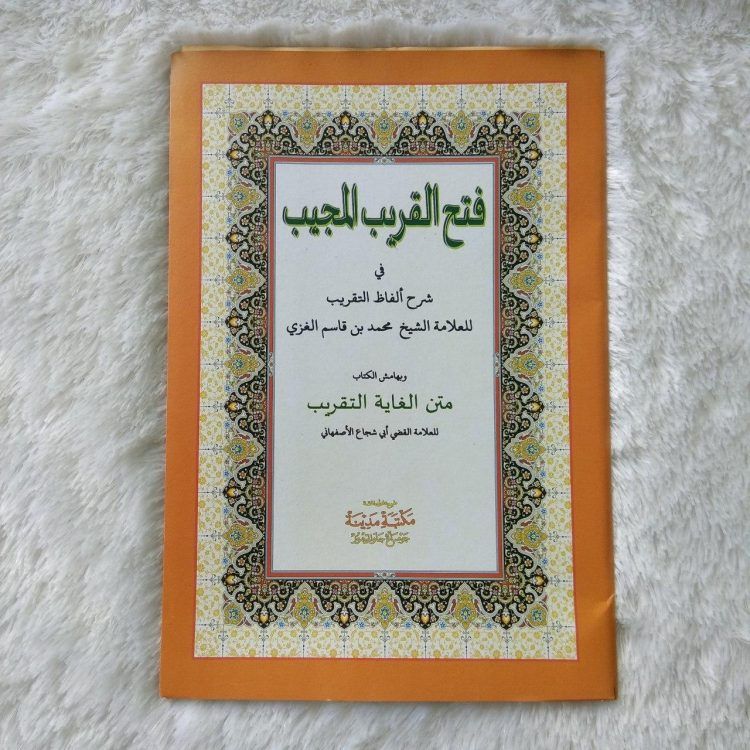 فتح القريب المجيب
في
شرح ألفاظ التقريب
للعلامة الشيخ محمد بن قاسم الغزي
وبهامش الكتاب
متن الغاية التقريب
للعلامة القضي أبي شجاع الأصفهاني
مكتبة مدينة